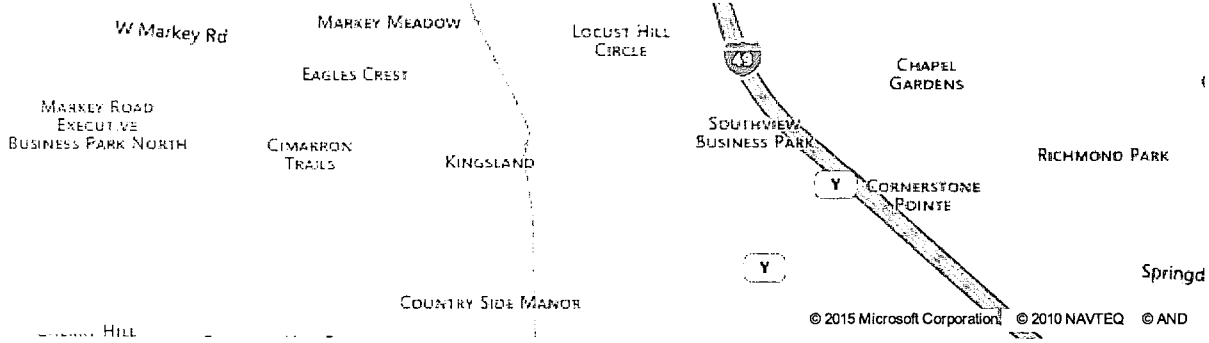 W Markey Rd
MARKEY MEADOW
LOCUST HILL
CIRCLE
EAGLES CREST
CHAPEL
GARDENS
MARKEY ROAD
EXECUTIVE
BUSINESS PARK NORTH
CIMARRON
TRAILS
KINGSLAND
SOUTHVIEW
BUSINESS PARK
RICHMOND PARK
Y
CORNERSTONE
POINTE
Y
Springd
COUNTRY SIDE MANOR
© 2015 Microsoft Corporation © 2010 NAVTEQ © AND
HILL